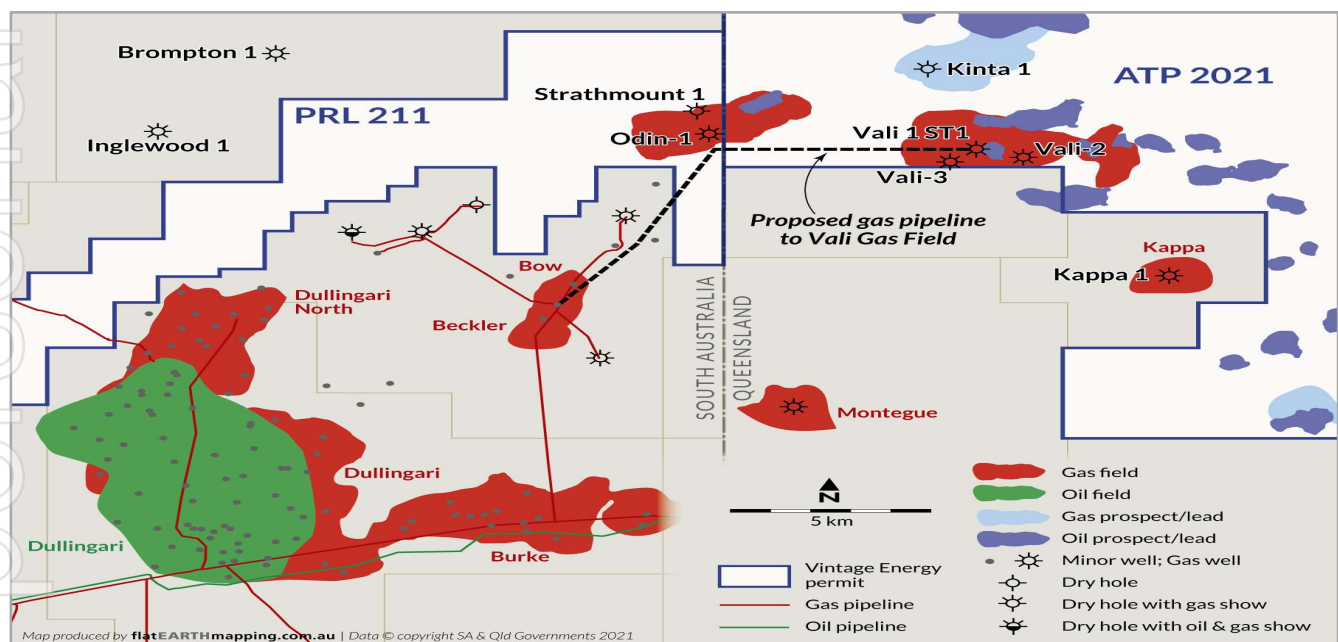 Brompton 1
Kinta 1
ATP 2021
Strathmount 1
PRL 211
Odin-1
Vali 1 ST1
Inglewood 1
Vali-2
Vali-3
Proposed gas pipeline
to Vali Gas Field
Kappa
Kappa 1
Bow
Dullingari
North
Beckler
SOUTH AUSTRALIA
QUEENSLAND
Montegue
Dullingari
Dullingari
Burke
N
5 km
Gas field
Oil field
Gas prospect/lead
Oil prospect/lead
Minor well; Gas well
Dry hole
Dry hole with gas show
Dry hole with oil & gas show
Vintage Energy
permit
Gas pipeline
Oil pipeline
Map produced by flatEARTHmapping.com.au | Data © copyright SA & Qld Governments 2021